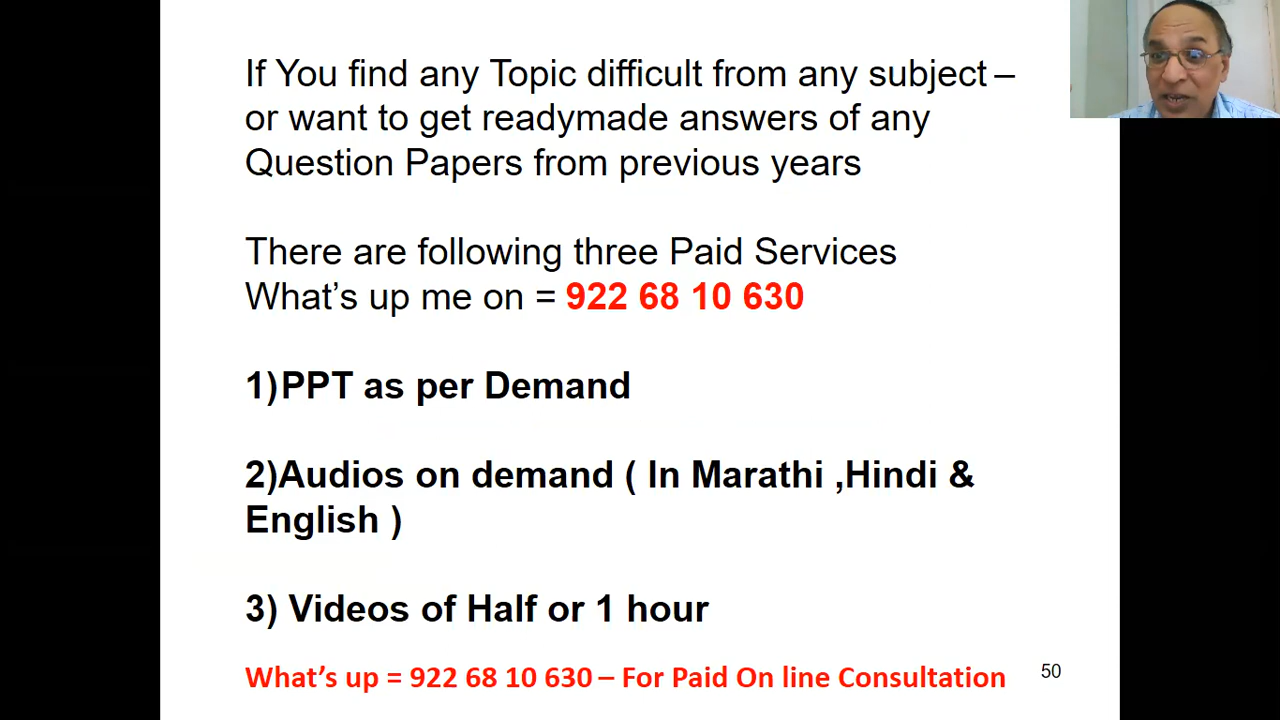 If You find any Topic difficult from any subject –
or want to get readymade answers of any
Question Papers from previous years
There are following three Paid Services
What's up me on = 922 68 10 630
1)PPT as per Demand
2)Audios on demand ( In Marathi ,Hindi &
English )
3) Videos of Half or 1 hour
What's up = 922 68 10 630 – For Paid On line Consultation
50